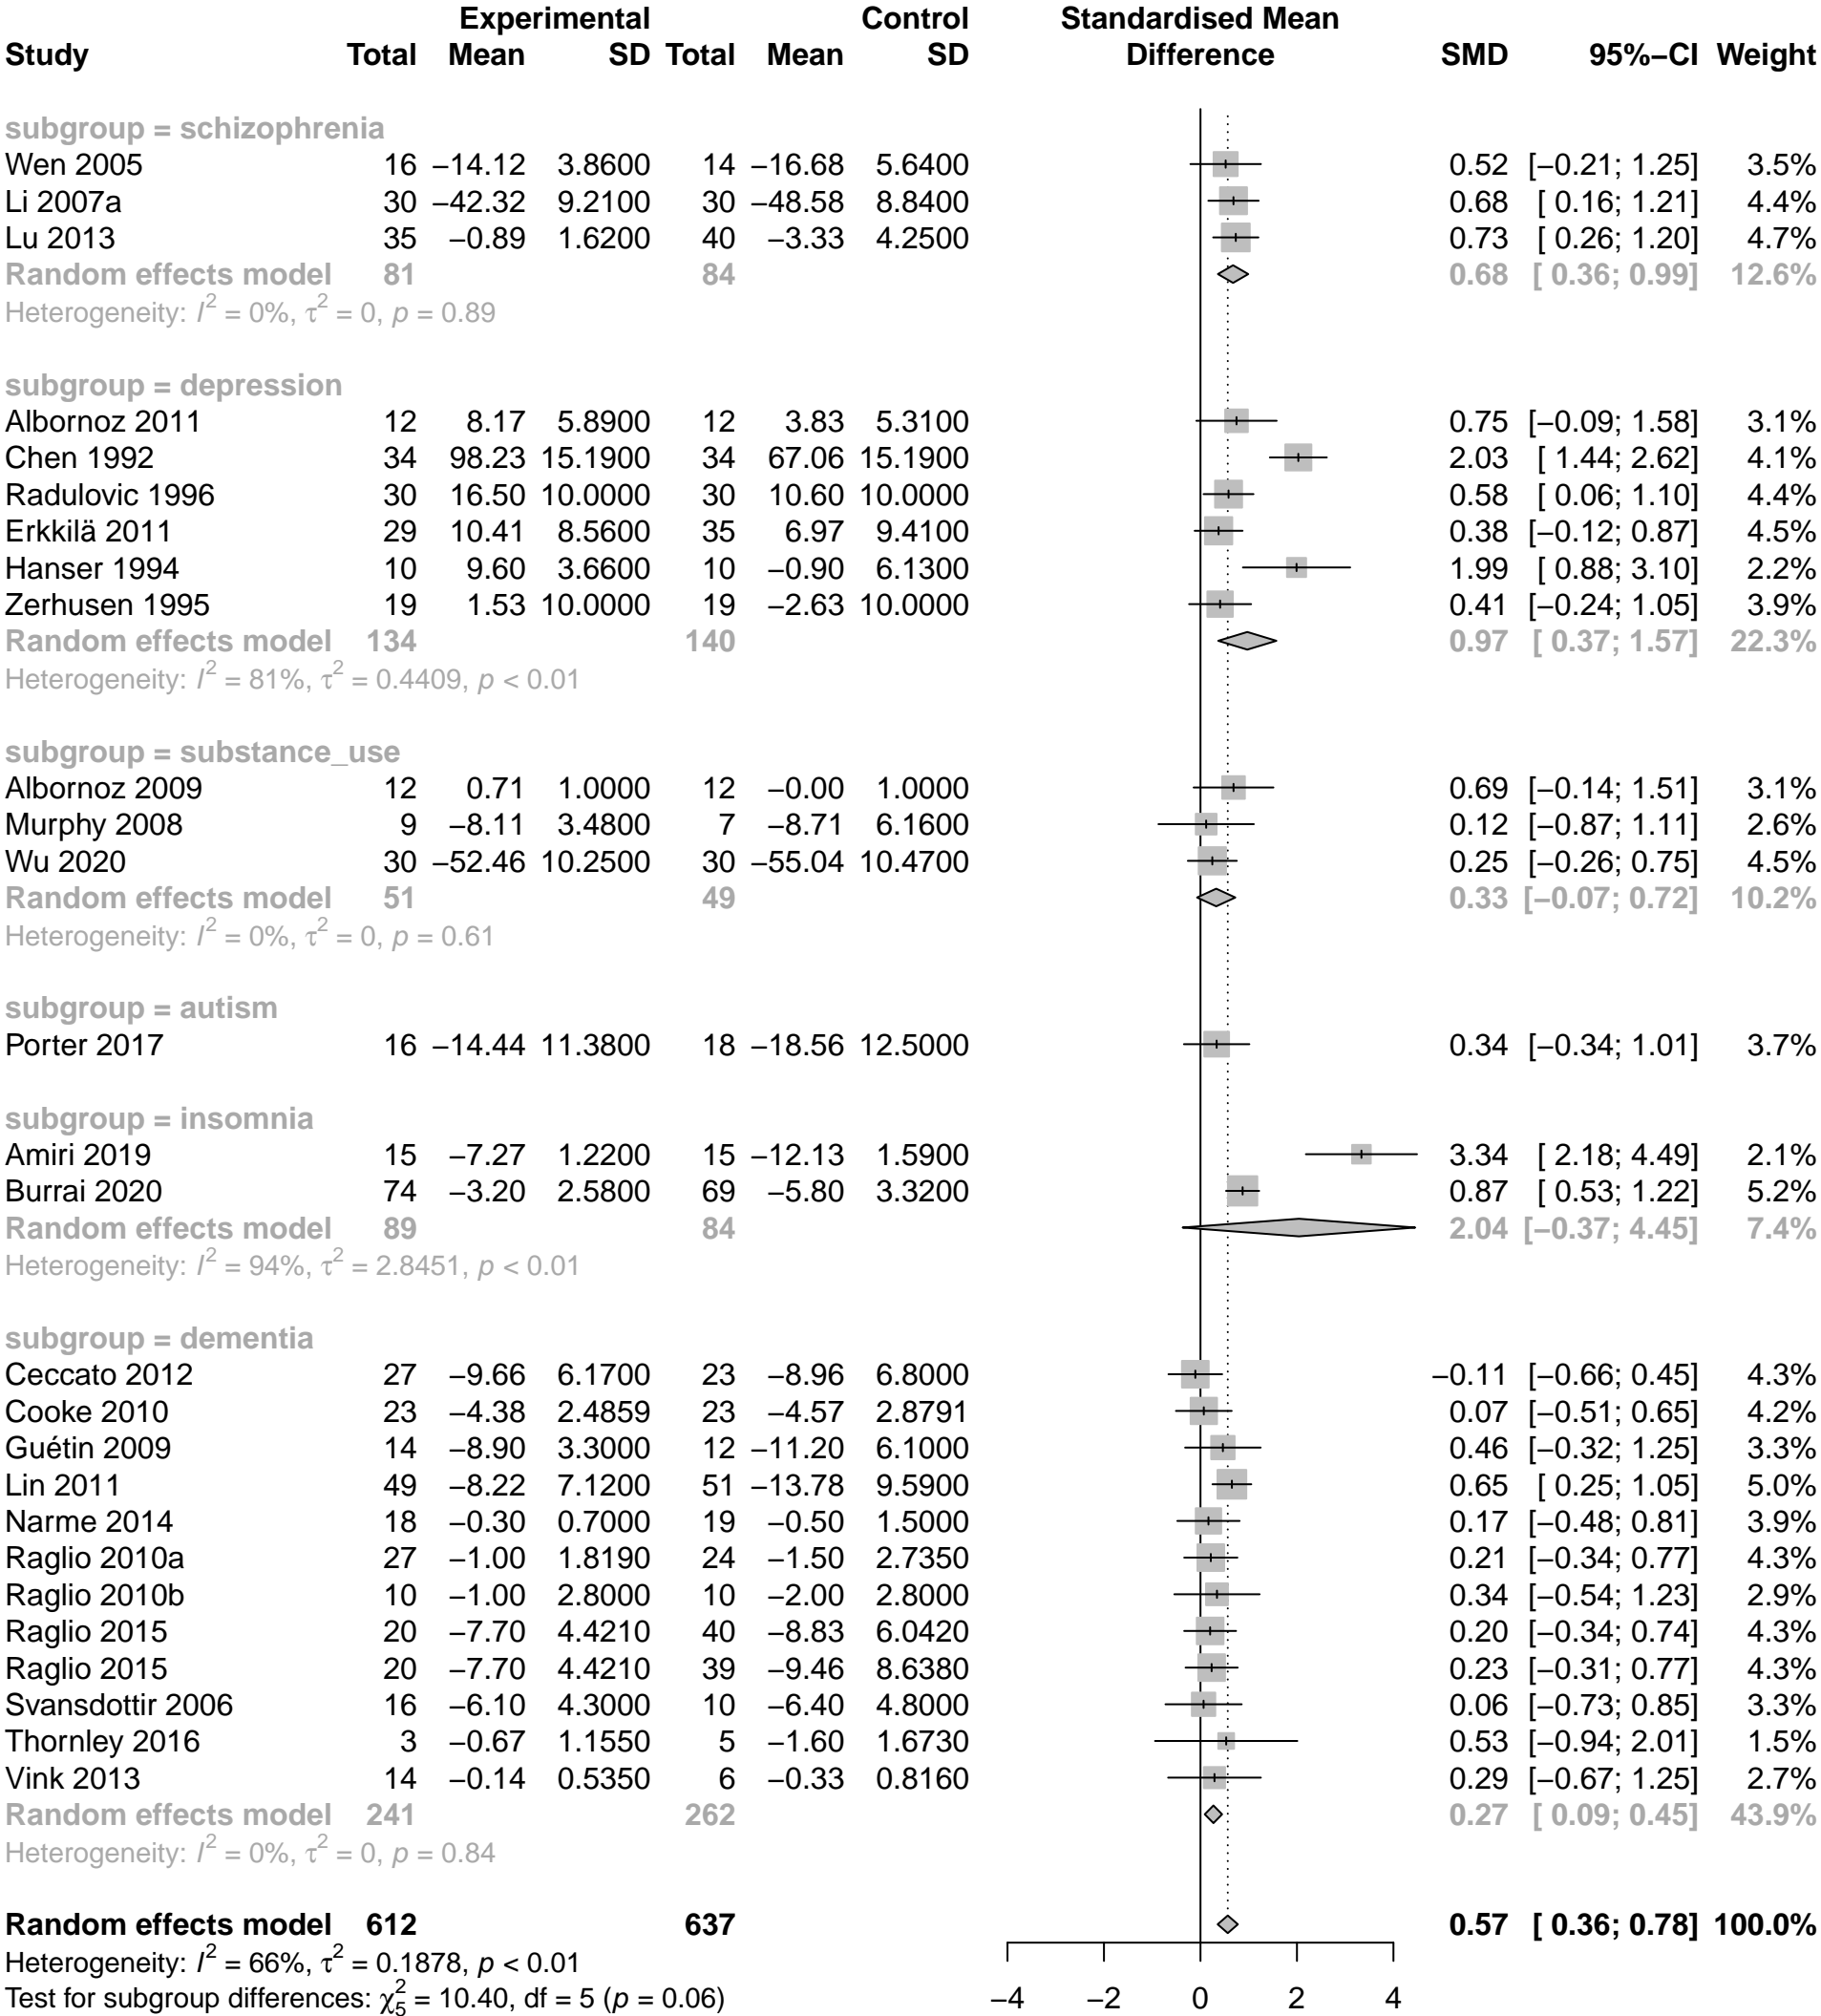 Experimental Control Standardised Mean
Study Total Mean SD Total Mean SD Difference SMD 95%−CI Weight
subgroup = schizophrenia
Wen 2005 16 −14.12 3.8600 14 −16.68 5.6400 0.52 [−0.21; 1.25] 3.5%
Li 2007a 30 −42.32 9.2100 30 −48.58 8.8400 0.68 [ 0.16; 1.21] 4.4%
Lu 2013 35 −0.89 1.6200 40 −3.33 4.2500 0.73 [ 0.26; 1.20] 4.7%
Random effects model 81 84 0.68 [ 0.36; 0.99] 12.6%
Heterogeneity: I² = 0%, τ² = 0, p = 0.89
subgroup = depression
Albornoz 2011 12 8.17 5.8900 12 3.83 5.3100 0.75 [−0.09; 1.58] 3.1%
Chen 1992 34 98.23 15.1900 34 67.06 15.1900 2.03 [ 1.44; 2.62] 4.1%
Radulovic 1996 30 16.50 10.0000 30 10.60 10.0000 0.58 [ 0.06; 1.10] 4.4%
Erkkilä 2011 29 10.41 8.5600 35 6.97 9.4100 0.38 [−0.12; 0.87] 4.5%
Hanser 1994 10 9.60 3.6600 10 −0.90 6.1300 1.99 [ 0.88; 3.10] 2.2%
Zerhusen 1995 19 1.53 10.0000 19 −2.63 10.0000 0.41 [−0.24; 1.05] 3.9%
Random effects model 134 140 0.97 [ 0.37; 1.57] 22.3%
Heterogeneity: I² = 81%, τ² = 0.4409, p < 0.01
subgroup = substance_use
Albornoz 2009 12 0.71 1.0000 12 −0.00 1.0000 0.69 [−0.14; 1.51] 3.1%
Murphy 2008 9 −8.11 3.4800 7 −8.71 6.1600 0.12 [−0.87; 1.11] 2.6%
Wu 2020 30 −52.46 10.2500 30 −55.04 10.4700 0.25 [−0.26; 0.75] 4.5%
Random effects model 51 49 0.33 [−0.07; 0.72] 10.2%
Heterogeneity: I² = 0%, τ² = 0, p = 0.61
subgroup = autism
Porter 2017 16 −14.44 11.3800 18 −18.56 12.5000 0.34 [−0.34; 1.01] 3.7%
subgroup = insomnia
Amiri 2019 15 −7.27 1.2200 15 −12.13 1.5900 3.34 [ 2.18; 4.49] 2.1%
Burrai 2020 74 −3.20 2.5800 69 −5.80 3.3200 0.87 [ 0.53; 1.22] 5.2%
Random effects model 89 84 2.04 [−0.37; 4.45] 7.4%
Heterogeneity: I² = 94%, τ² = 2.8451, p < 0.01
subgroup = dementia
Ceccato 2012 27 −9.66 6.1700 23 −8.96 6.8000 −0.11 [−0.66; 0.45] 4.3%
Cooke 2010 23 −4.38 2.4859 23 −4.57 2.8791 0.07 [−0.51; 0.65] 4.2%
Guétin 2009 14 −8.90 3.3000 12 −11.20 6.1000 0.46 [−0.32; 1.25] 3.3%
Lin 2011 49 −8.22 7.1200 51 −13.78 9.5900 0.65 [ 0.25; 1.05] 5.0%
Narme 2014 18 −0.30 0.7000 19 −0.50 1.5000 0.17 [−0.48; 0.81] 3.9%
Raglio 2010a 27 −1.00 1.8190 24 −1.50 2.7350 0.21 [−0.34; 0.77] 4.3%
Raglio 2010b 10 −1.00 2.8000 10 −2.00 2.8000 0.34 [−0.54; 1.23] 2.9%
Raglio 2015 20 −7.70 4.4210 40 −8.83 6.0420 0.20 [−0.34; 0.74] 4.3%
Raglio 2015 20 −7.70 4.4210 39 −9.46 8.6380 0.23 [−0.31; 0.77] 4.3%
Svansdottir 2006 16 −6.10 4.3000 10 −6.40 4.8000 0.06 [−0.73; 0.85] 3.3%
Thornley 2016 3 −0.67 1.1550 5 −1.60 1.6730 0.53 [−0.94; 2.01] 1.5%
Vink 2013 14 −0.14 0.5350 6 −0.33 0.8160 0.29 [−0.67; 1.25] 2.7%
Random effects model 241 262 0.27 [ 0.09; 0.45] 43.9%
Heterogeneity: I² = 0%, τ² = 0, p = 0.84
Random effects model 612 637 0.57 [ 0.36; 0.78] 100.0%
Heterogeneity: I² = 66%, τ² = 0.1878, p < 0.01
Test for subgroup differences: χ²₅ = 10.40, df = 5 (p = 0.06)
−4 −2 0 2 4